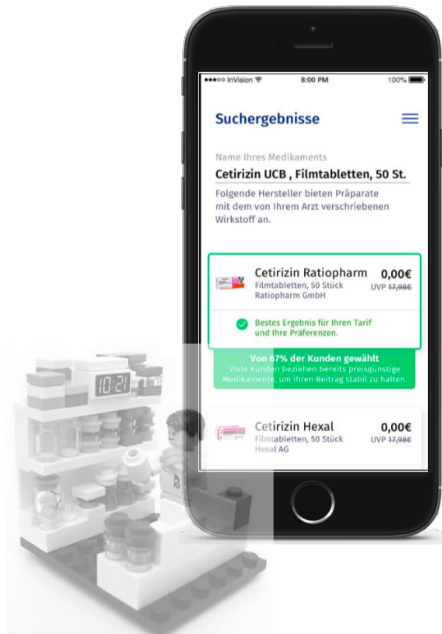 InVision
8:00 PM
100%
Suchergebnisse
Name Ihres Medikaments
Cetirizin UCB , Filmtabletten, 50 St.
Folgende Hersteller bieten Präparate
mit dem von Ihrem Arzt verschriebenen
Wirkstoff an.
Cetirizin Ratiopharm 0,00€
Filmtabletten, 50 Stück UVP 17,98€
Ratiopharm GmbH
Bestes Ergebnis für Ihren Tarif
und Ihre Präferenzen.
Von 67% der Kunden gewählt
Viele Kunden beziehen bereits preisgünstige
Medikamente, um ihren Beitrag stabil zu halten.
Cetirizin Hexal 0,00€
Filmtabletten, 50 Stück UVP 17,98€
Hexal AG
10:21